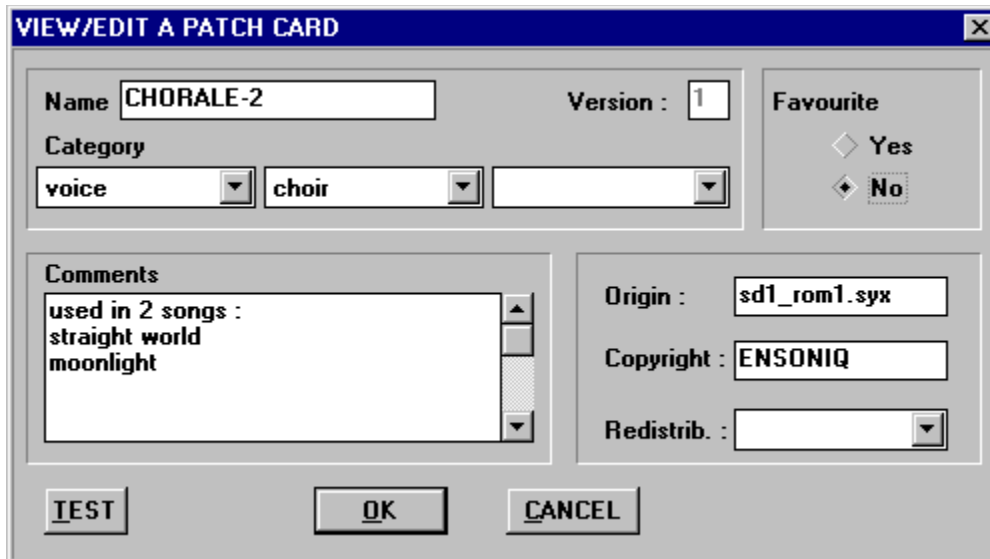 VIEW/EDIT A PATCH CARD
Name CHORALE-2 Version : 1
Category
voice choir
Favourite
Yes
No
Comments
used in 2 songs :
straight world
moonlight
Origin : sd1_rom1.syx
Copyright : ENSONIQ
Redistrib. :
TEST OK CANCEL